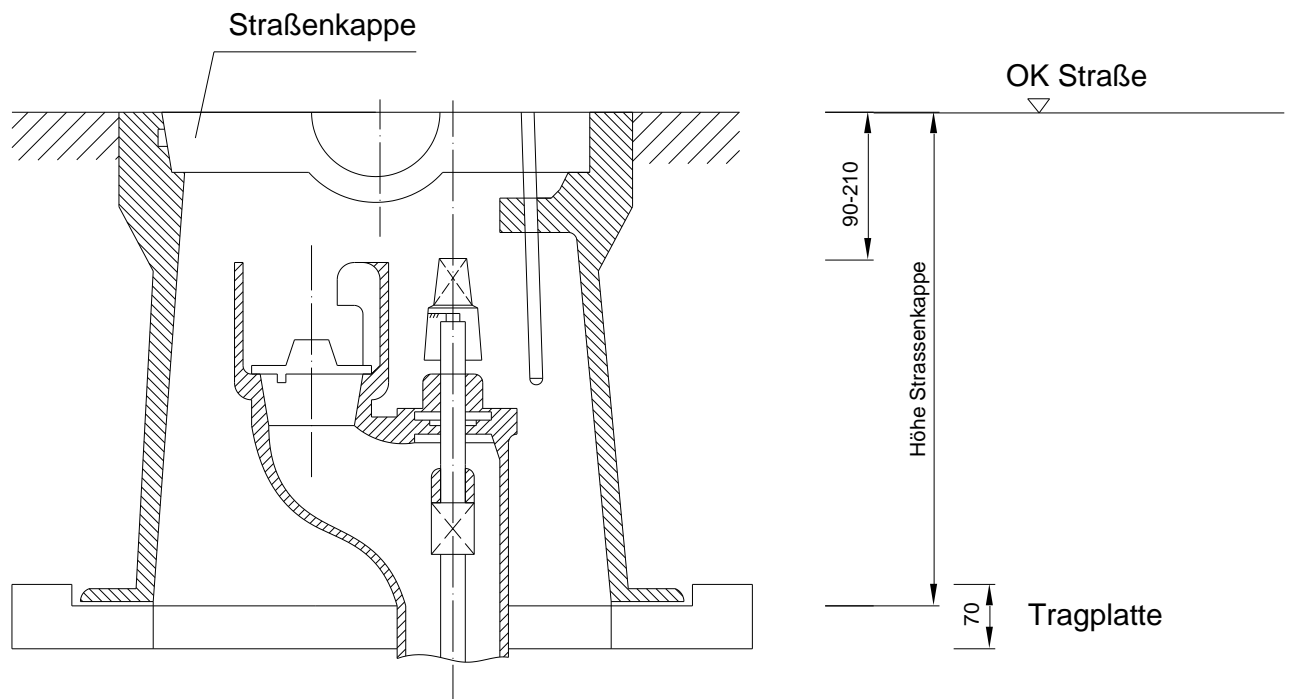 Straßenkappe
OK Straße
90-210
Höhe Strassenkappe
70
Tragplatte